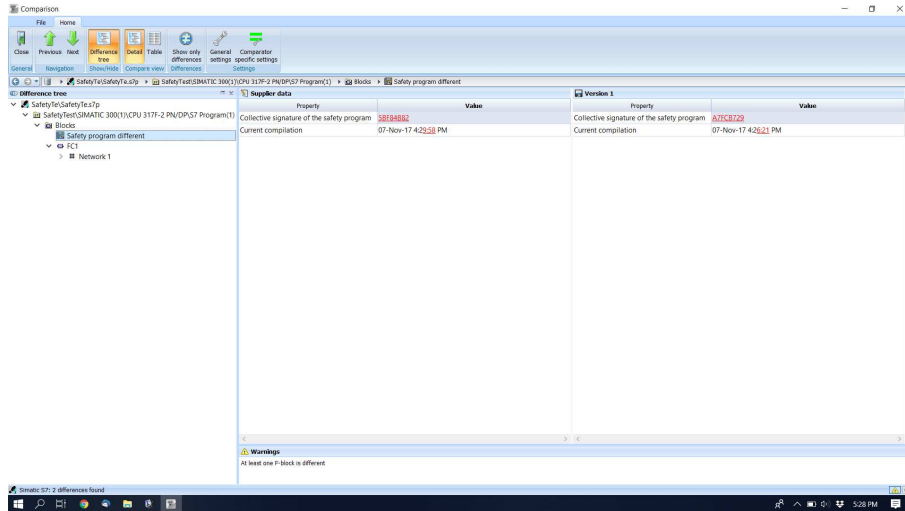 Comparison
File Home
Close Previous Next Difference tree Detail Table Show only differences General settings Comparator specific settings
General Navigation Show/Hide Compare view Differences Settings
SafetyTe\SafetyTe.s7p SafetyTest\SIMATIC 300(1)\CPU 317F-2 PN/DP\S7 Program(1) Blocks Safety program different
Difference tree
SafetyTe\SafetyTe.s7p
SafetyTest\SIMATIC 300(1)\CPU 317F-2 PN/DP\S7 Program(1)
Blocks
Safety program different
FC1
Network 1
Supplier data
Property Value
Collective signature of the safety program 5BF84B82
Current compilation 07-Nov-17 4:29:58 PM
Version 1
Property Value
Collective signature of the safety program A7FCB729
Current compilation 07-Nov-17 4:26:21 PM
Warnings
At least one F-block is different
Simatic S7: 2 differences found
5:28 PM